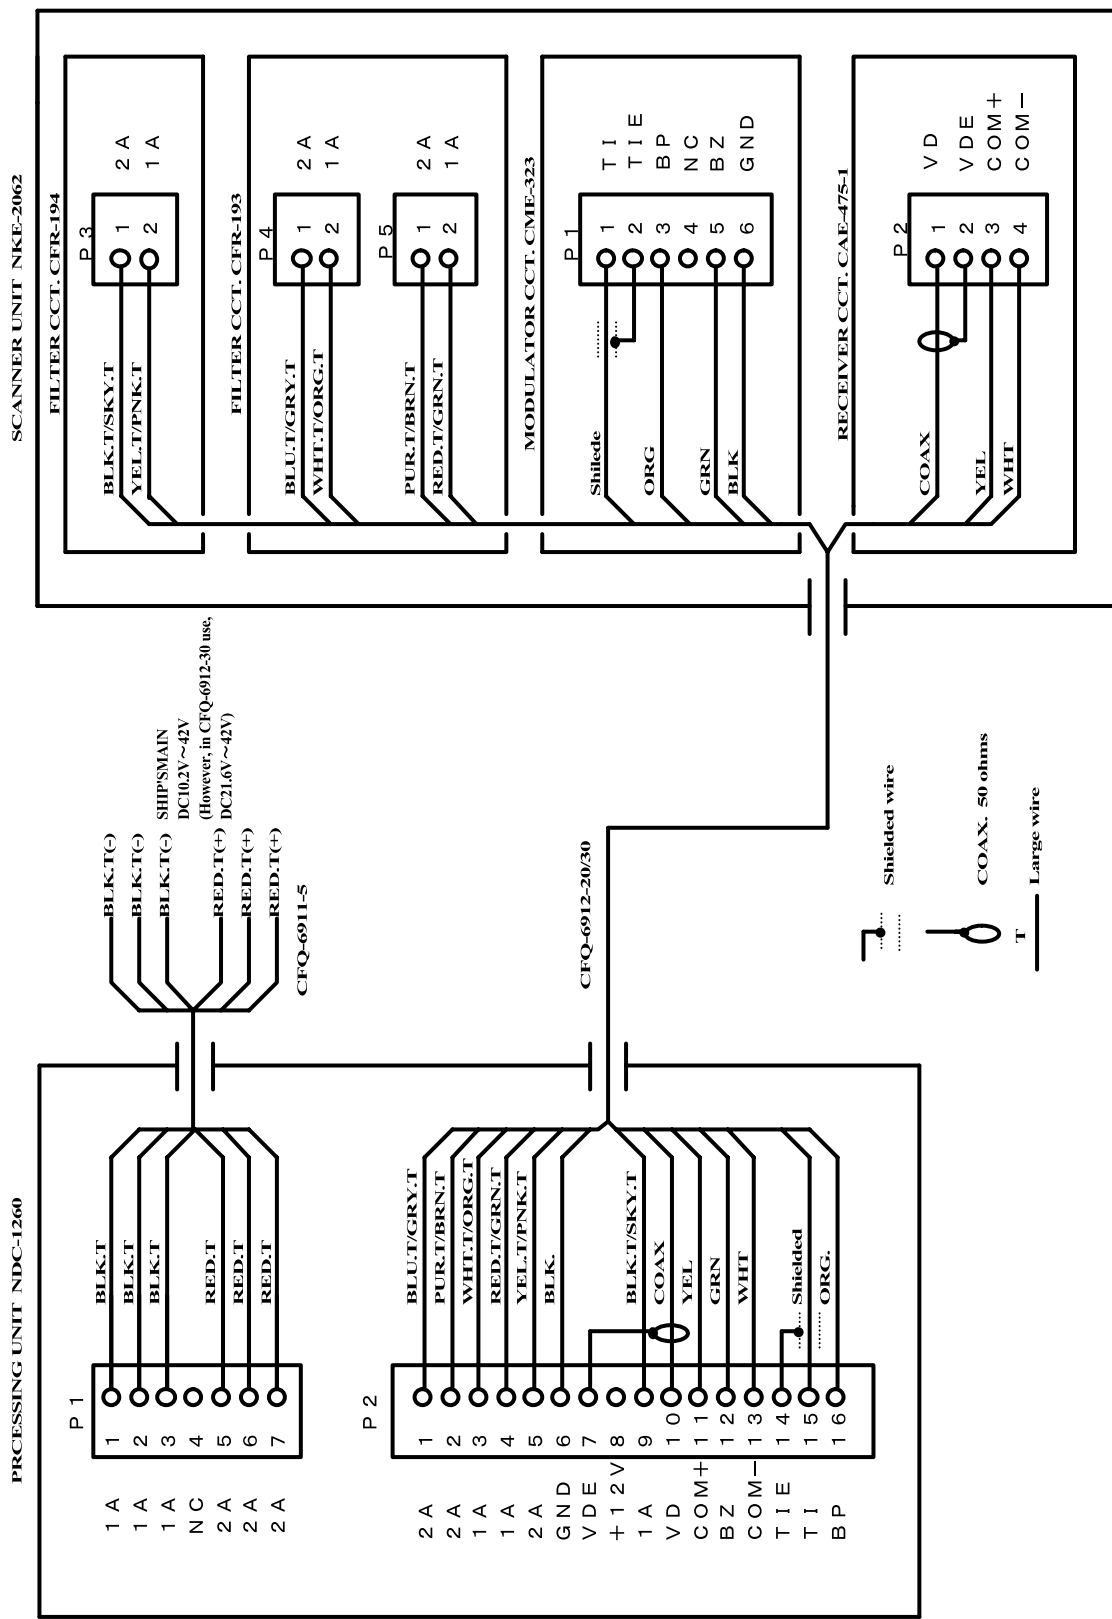 SCANNER UNIT NKE-2062
FILTER CCT. CFR-194
P 3
1
2
2 A
1 A
BLK.T/SKY.T
YEL.T/PNK.T
FILTER CCT. CFR-193
P 4
1
2
2 A
1 A
BLU.T/GRY.T
WHT.T/ORG.T
P 5
1
2
2 A
1 A
PUR.T/BRN.T
RED.T/GRN.T
MODULATOR CCT. CME-323
P 1
1
2
3
4
5
6
T I
T I E
B P
N C
B Z
G N D
Shilede
ORG
GRN
BLK
RECEIVER CCT. CAE-475-1
P 2
1
2
3
4
V D
V D E
C O M +
C O M −
COAX
YEL
WHT
BLK.T(-)
BLK.T(-)
BLK.T(-)
SHIP'SMAIN
DC10.2V～42V
(However, in CFQ-6912-30 use,
DC21.6V～42V)
RED.T(+)
RED.T(+)
RED.T(+)
CFQ-6911-5
CFQ-6912-20/30
Shielded wire
COAX. 50 ohms
T
Large wire
PRCESSING UNIT NDC-1260
P 1
1 A
1 A
1 A
N C
2 A
2 A
2 A
1
2
3
4
5
6
7
BLK.T
BLK.T
BLK.T
RED.T
RED.T
RED.T
P 2
2 A
2 A
1 A
1 A
2 A
G N D
V D E
+ 1 2 V
1 A
V D
C O M +
B Z
C O M −
T I E
T I
B P
1
2
3
4
5
6
7
8
9
1 0
1 1
1 2
1 3
1 4
1 5
1 6
BLU.T/GRY.T
PUR.T/BRN.T
WHT.T/ORG.T
RED.T/GRN.T
YEL.T/PNK.T
BLK.
BLK.T/SKY.T
COAX
YEL
GRN
WHT
Shielded
ORG.